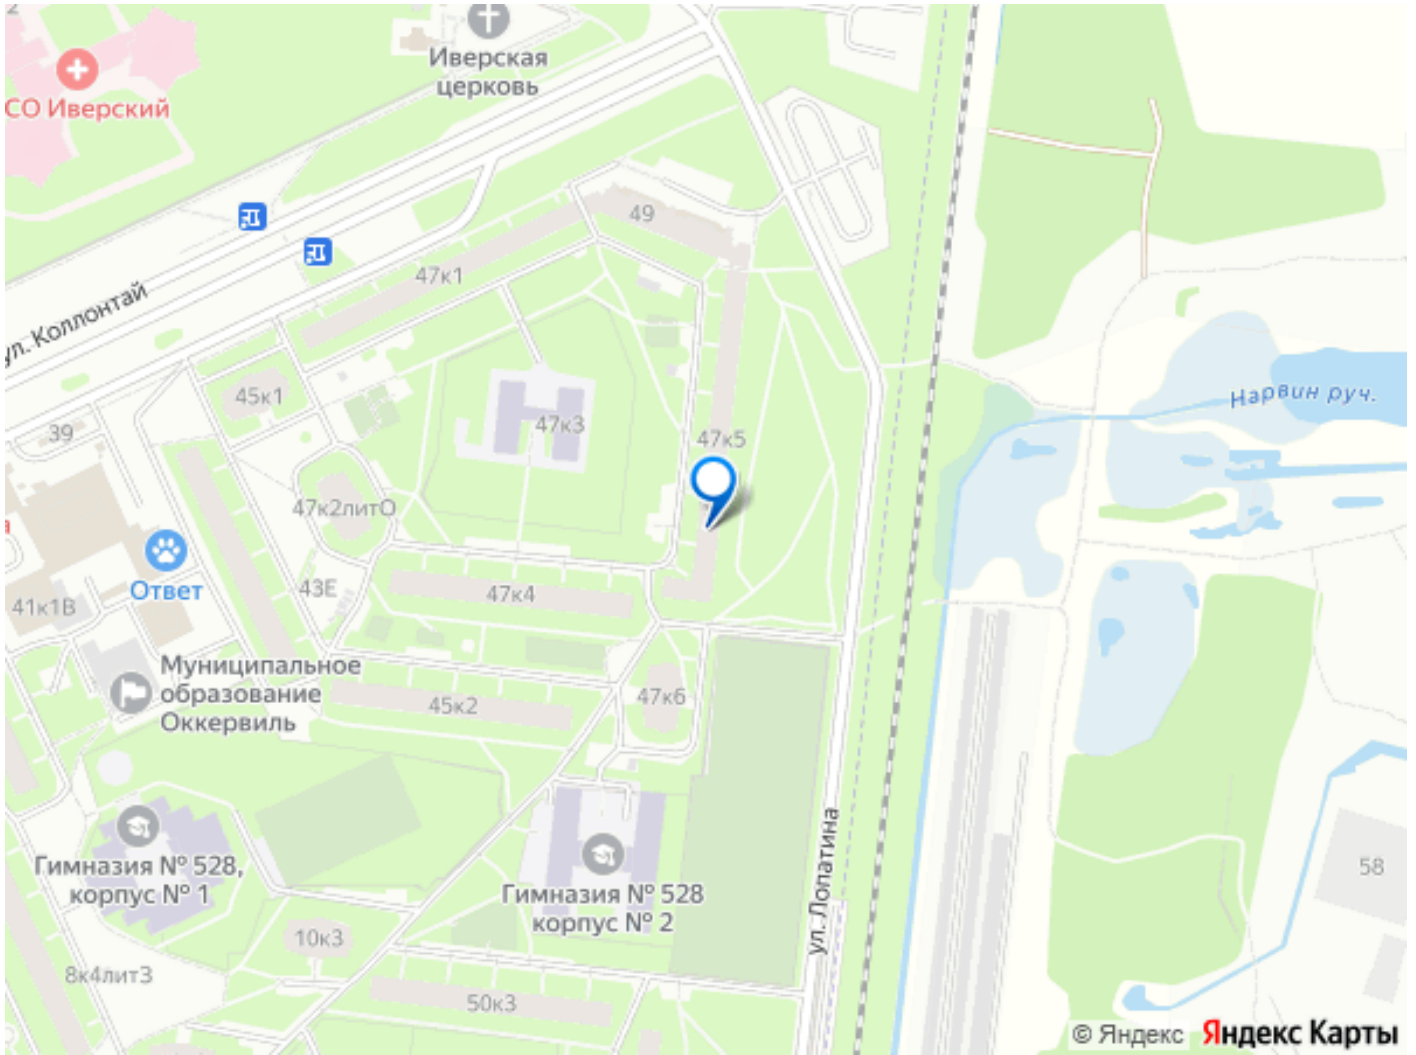 2
Иверская
церковь
СО Иверский
49
47к1
ул. Коллонтай
45к1
Нарвин руч.
39
47к3
47к5
47к2литО
а
Ответ
43Е
47к4
41к1В
Муниципальное
образование
Оккервиль
45к2
47к6
Гимназия № 528,
корпус № 1
Гимназия № 528
корпус № 2
ул. Лопатина
58
10к3
8к4литЗ
50к3
© Яндекс Яндекс Карты